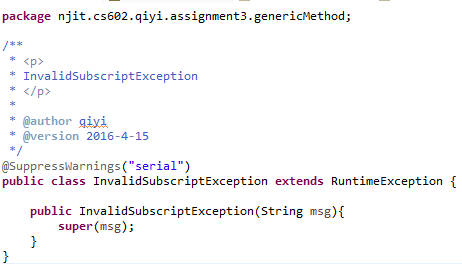 package njit.cs602.qiyi.assignment3.genericMethod;
/**
 * <p>
 * InvalidSubscriptException
 * </p>
 *
 * @author qiyi
 * @version 2016-4-15
 */
@SuppressWarnings("serial")
public class InvalidSubscriptException extends RuntimeException {
    public InvalidSubscriptException(String msg){
        super(msg);
    }
}